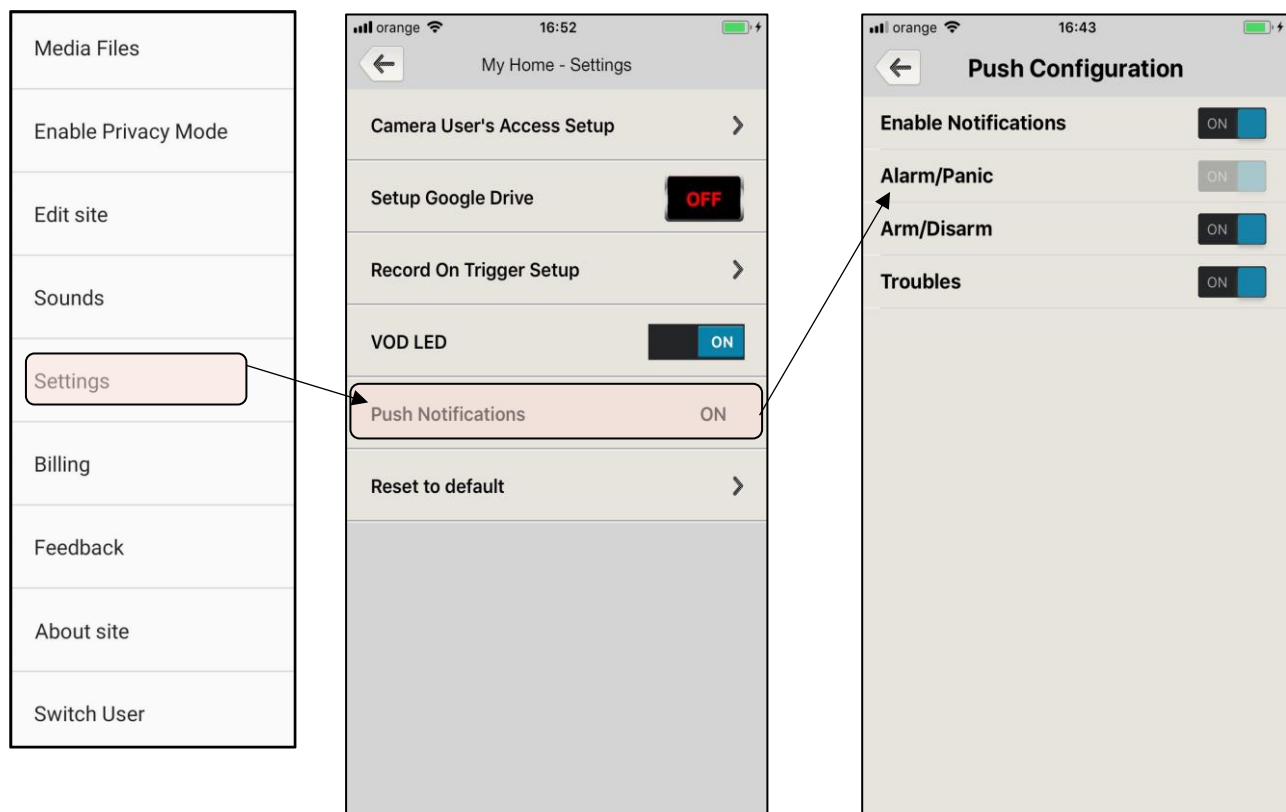 Media Files
Enable Privacy Mode
Edit site
Sounds
Settings
Billing
Feedback
About site
Switch User
orange 16:52
My Home - Settings
Camera User's Access Setup
Setup Google Drive OFF
Record On Trigger Setup
VOD LED ON
Push Notifications ON
Reset to default
orange 16:43
Push Configuration
Enable Notifications ON
Alarm/Panic ON
Arm/Disarm ON
Troubles ON